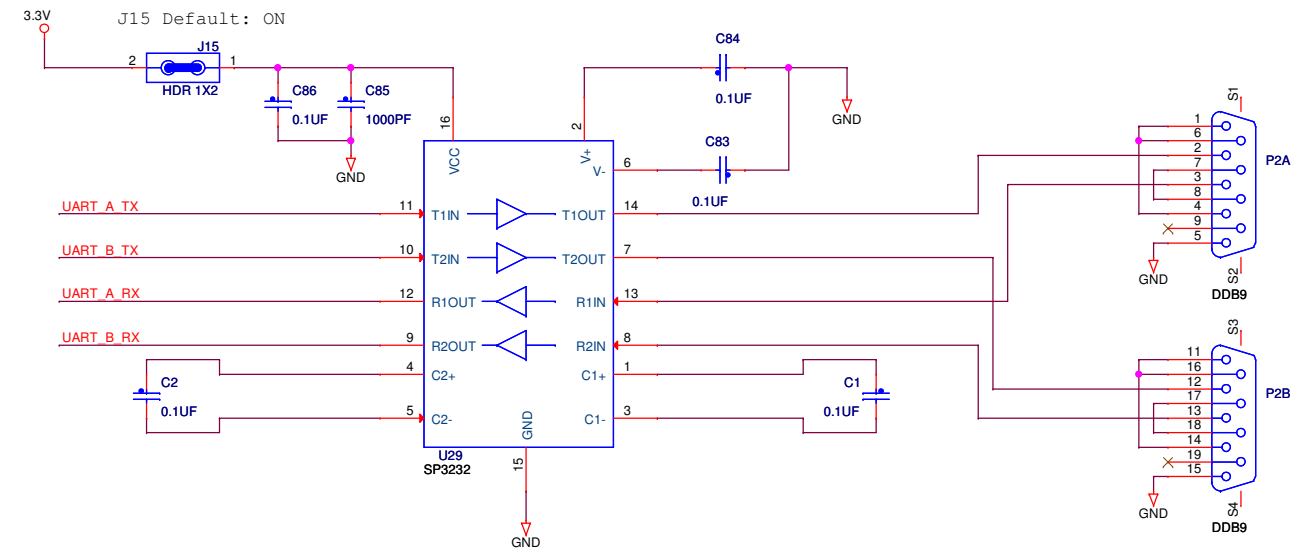 3.3V
J15 Default: ON
J15
2
1
HDR 1X2
C86
0.1UF
C85
1000PF
GND
C84
0.1UF
GND
C83
0.1UF
16
VCC
2
V+
6
V-
UART_A_TX
11
T1IN
T1OUT
14
UART_B_TX
10
T2IN
T2OUT
7
UART_A_RX
12
R1OUT
R1IN
13
UART_B_RX
9
R2OUT
R2IN
8
4
C2+
C1+
1
C2
0.1UF
C1
0.1UF
5
C2-
C1-
3
GND
15
U29
SP3232
GND
S1
1
6
2
7
3
8
4
9
5
P2A
GND
S2
DDB9
S3
11
16
12
17
13
18
14
19
15
P2B
GND
S4
DDB9